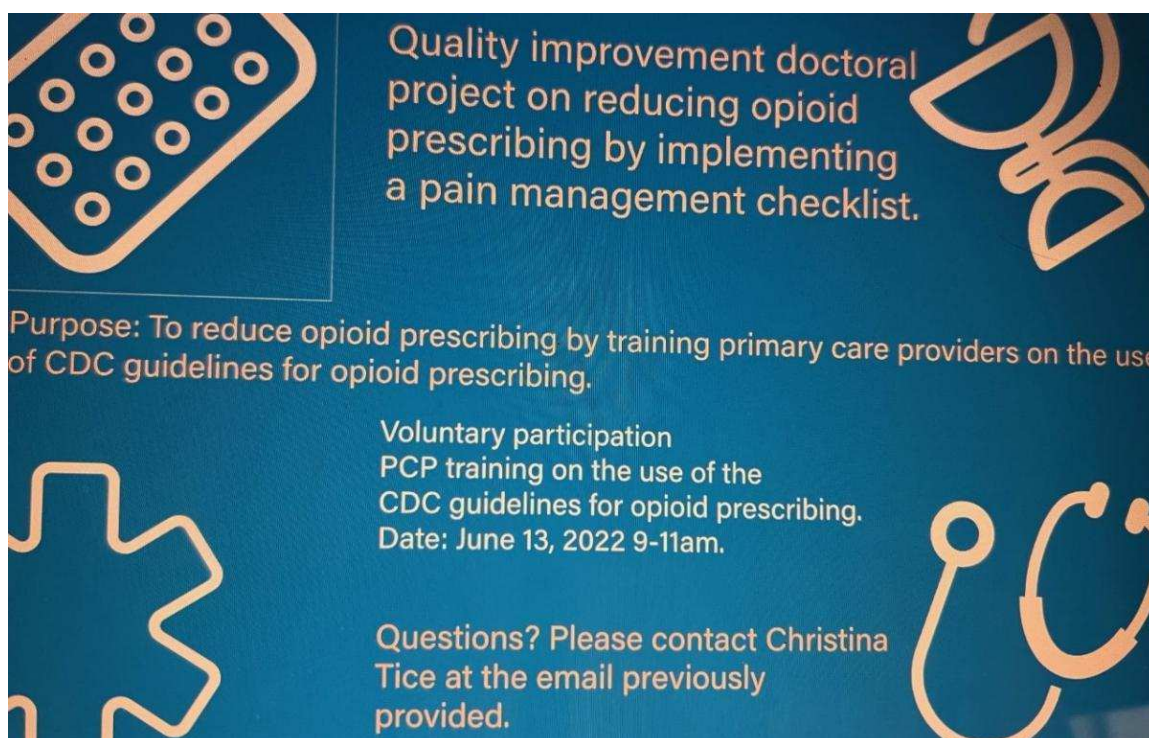 Quality improvement doctoral
project on reducing opioid
prescribing by implementing
a pain management checklist.
Purpose: To reduce opioid prescribing by training primary care providers on the use
of CDC guidelines for opioid prescribing.
Voluntary participation
PCP training on the use of the
CDC guidelines for opioid prescribing.
Date: June 13, 2022 9-11am.
Questions? Please contact Christina
Tice at the email previously
provided.